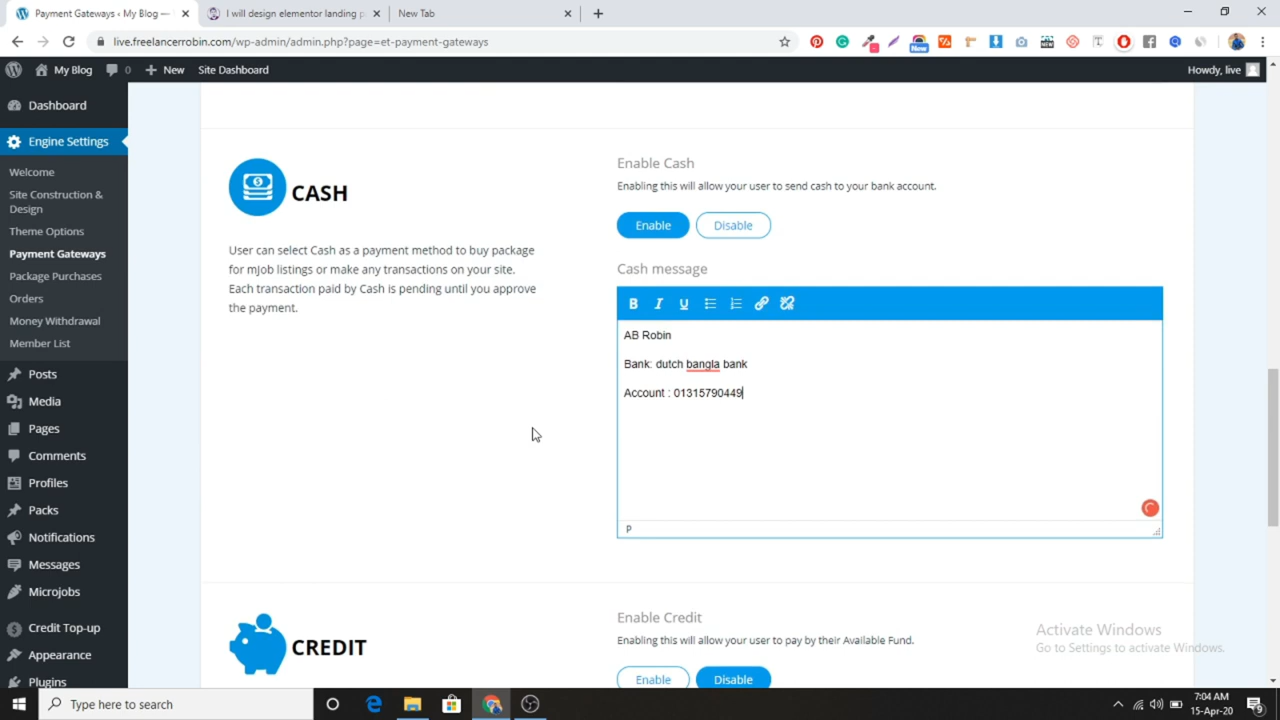 Payment Gateways ‹ My Blog —
I will design elementor landing p
New Tab
live.freelancerrobin.com/wp-admin/admin.php?page=et-payment-gateways
New
NEW
My Blog
0
New
Site Dashboard
Howdy, live
Dashboard
Engine Settings
Welcome
Site Construction &
Design
Theme Options
Payment Gateways
Package Purchases
Orders
Money Withdrawal
Member List
Posts
Media
Pages
Comments
Profiles
Packs
Notifications
Messages
Microjobs
Credit Top-up
Appearance
Plugins
CASH
User can select Cash as a payment method to buy package
for mJob listings or make any transactions on your site.
Each transaction paid by Cash is pending until you approve
the payment.
Enable Cash
Enabling this will allow your user to send cash to your bank account.
Enable
Disable
Cash message
B I U
AB Robin
Bank: dutch bangla bank
Account : 01315790449
P
CREDIT
Enable Credit
Enabling this will allow your user to pay by their Available Fund.
Enable
Disable
Activate Windows
Go to Settings to activate Windows.
Type here to search
7:04 AM
15-Apr-20
9